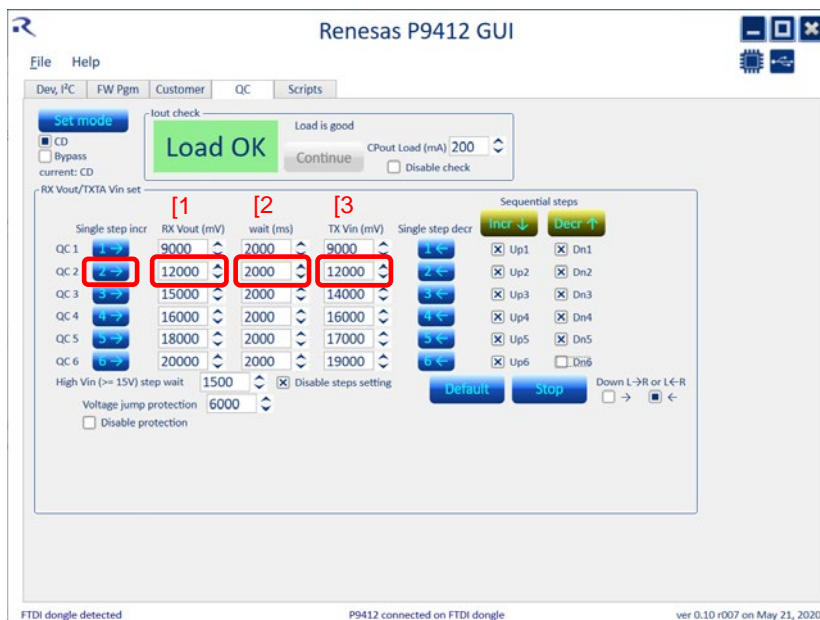 Renesas P9412 GUI
File Help
Dev, I²C FW Pgm Customer QC Scripts
Set mode
CD
Bypass
current: CD
Iout check
Load OK
Load is good
Continue
CPout Load (mA) 200
Disable check
RX Vout/TXTA Vin set
[1 [2 [3
Sequential steps
Single step incr RX Vout (mV) wait (ms) TX Vin (mV) Single step decr Incr ↓ Decr ↑
QC 1 1 → 9000 2000 9000 1 ← Up1 Dn1
QC 2 2 → 12000 2000 12000 2 ← Up2 Dn2
QC 3 3 → 15000 2000 14000 3 ← Up3 Dn3
QC 4 4 → 16000 2000 16000 4 ← Up4 Dn4
QC 5 5 → 18000 2000 17000 5 ← Up5 Dn5
QC 6 6 → 20000 2000 19000 6 ← Up6 Dn6
High Vin (>= 15V) step wait 1500 Disable steps setting
Default Stop
Down L→R or L←R
→ ←
Voltage jump protection 6000
Disable protection
FTDI dongle detected P9412 connected on FTDI dongle ver 0.10 r007 on May 21, 2020